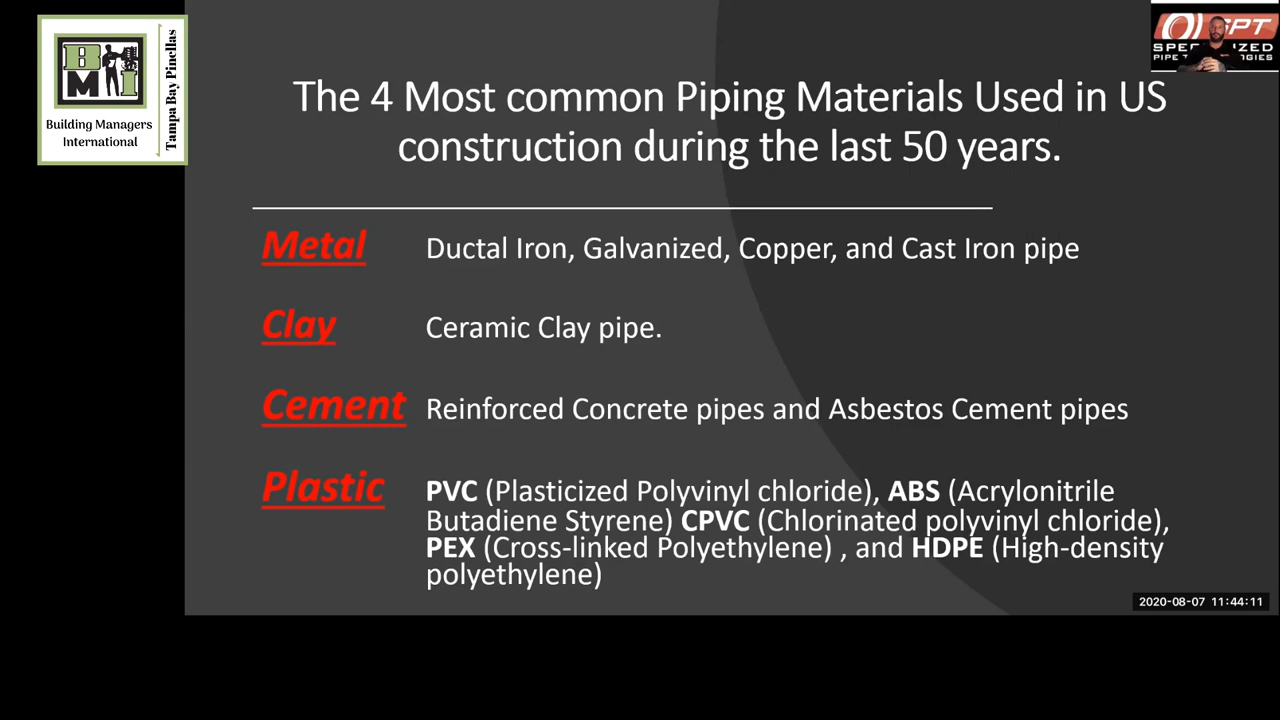 BMI
Building Managers
International
Tampa Bay Pinellas
SPT
The 4 Most common Piping Materials Used in US
construction during the last 50 years.
Metal Ductal Iron, Galvanized, Copper, and Cast Iron pipe
Clay Ceramic Clay pipe.
Cement Reinforced Concrete pipes and Asbestos Cement pipes
Plastic PVC (Plasticized Polyvinyl chloride), ABS (Acrylonitrile
Butadiene Styrene) CPVC (Chlorinated polyvinyl chloride),
PEX (Cross-linked Polyethylene) , and HDPE (High-density
polyethylene)
2020-08-07 11:44:11